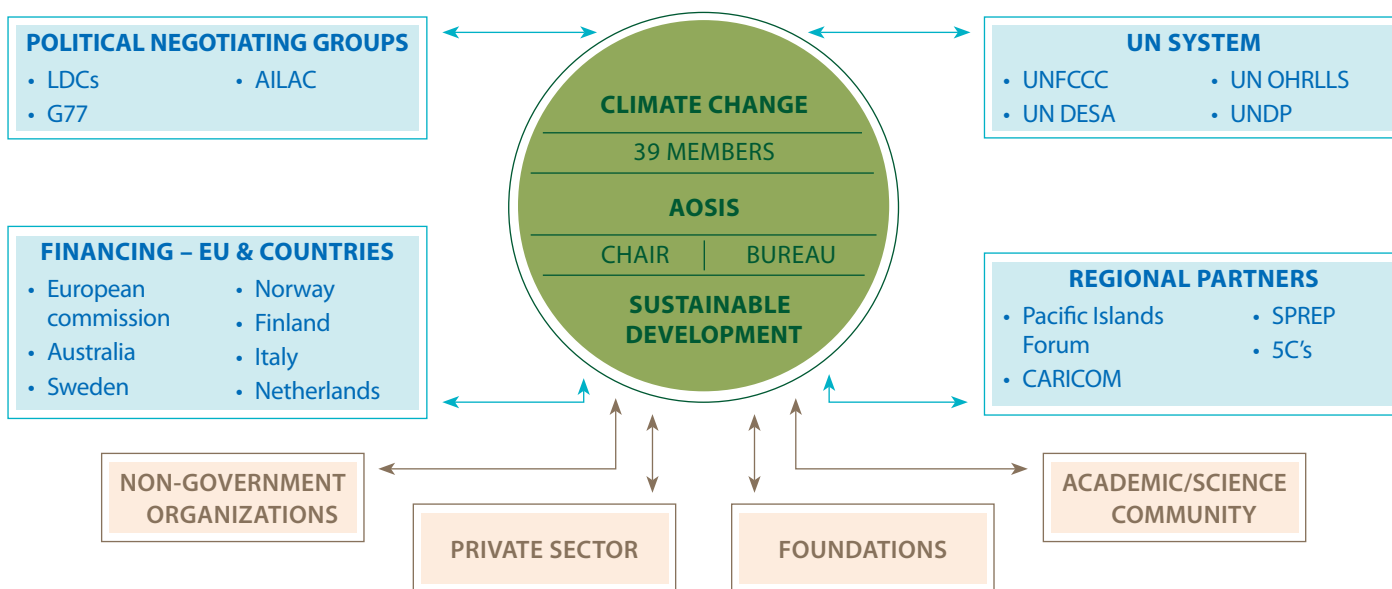 POLITICAL NEGOTIATING GROUPS
• LDCs
• G77
• AILAC
CLIMATE CHANGE
39 MEMBERS
AOSIS
CHAIR
BUREAU
SUSTAINABLE
DEVELOPMENT
UN SYSTEM
• UNFCCC
• UN DESA
• UN OHRLLS
• UNDP
FINANCING – EU & COUNTRIES
• European
commission
• Australia
• Sweden
• Norway
• Finland
• Italy
• Netherlands
REGIONAL PARTNERS
• Pacific Islands
Forum
• CARICOM
• SPREP
• 5C's
NON-GOVERNMENT
ORGANIZATIONS
PRIVATE SECTOR
FOUNDATIONS
ACADEMIC/SCIENCE
COMMUNITY